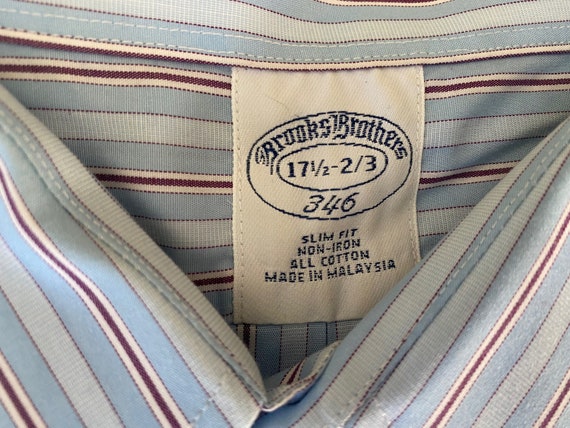 Brooks Brothers
17½-2/3
346
SLIM FIT
NON-IRON
ALL COTTON
MADE IN MALAYSIA